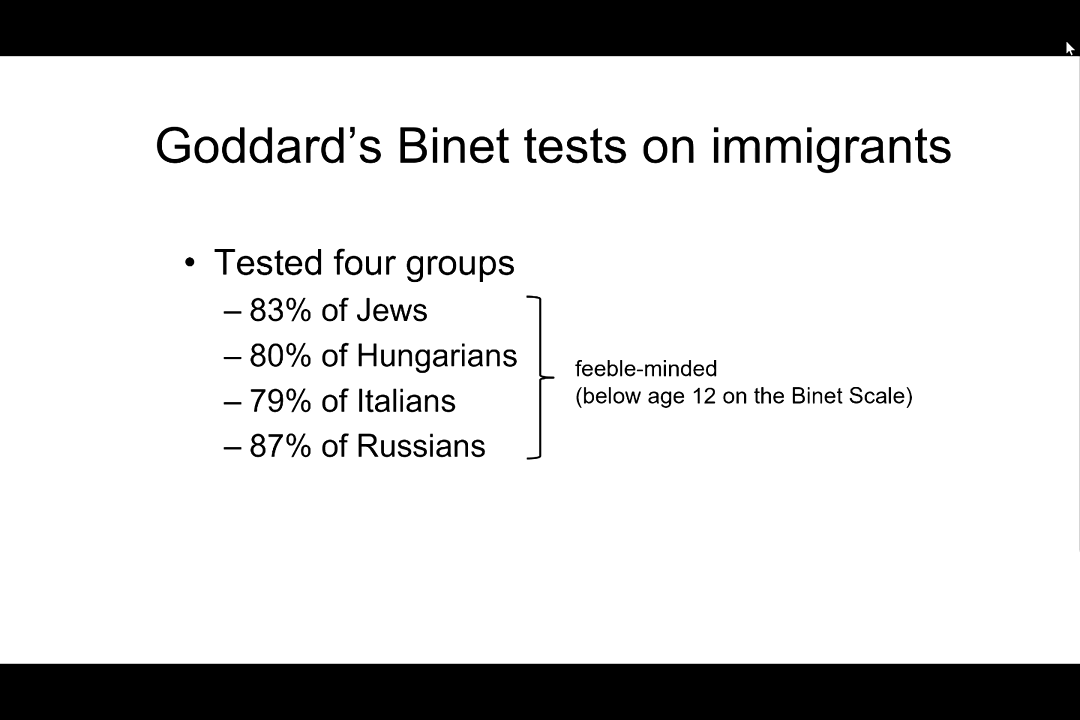 Goddard’s Binet tests on immigrants
• Tested four groups
– 83% of Jews
– 80% of Hungarians
– 79% of Italians
– 87% of Russians
feeble-minded
(below age 12 on the Binet Scale)